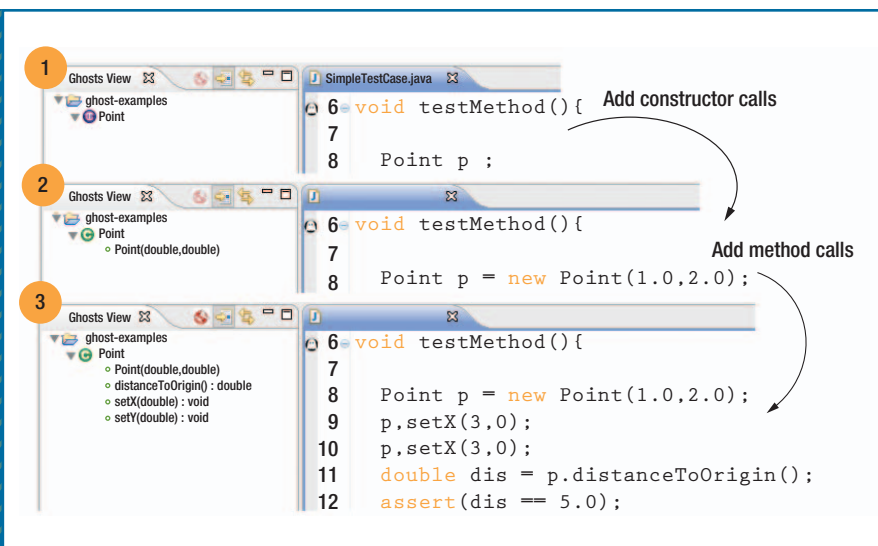 1
Ghosts View
SimpleTestCase.java
ghost-examples
Point
6 void testMethod(){
7
8 Point p ;
Add constructor calls
2
Ghosts View
ghost-examples
Point
Point(double,double)
6 void testMethod(){
7
8 Point p = new Point(1.0,2.0);
Add method calls
3
Ghosts View
ghost-examples
Point
Point(double,double)
distanceToOrigin() : double
setX(double) : void
setY(double) : void
6 void testMethod(){
7
8 Point p = new Point(1.0,2.0);
9 p,setX(3,0);
10 p,setX(3,0);
11 double dis = p.distanceToOrigin();
12 assert(dis == 5.0);